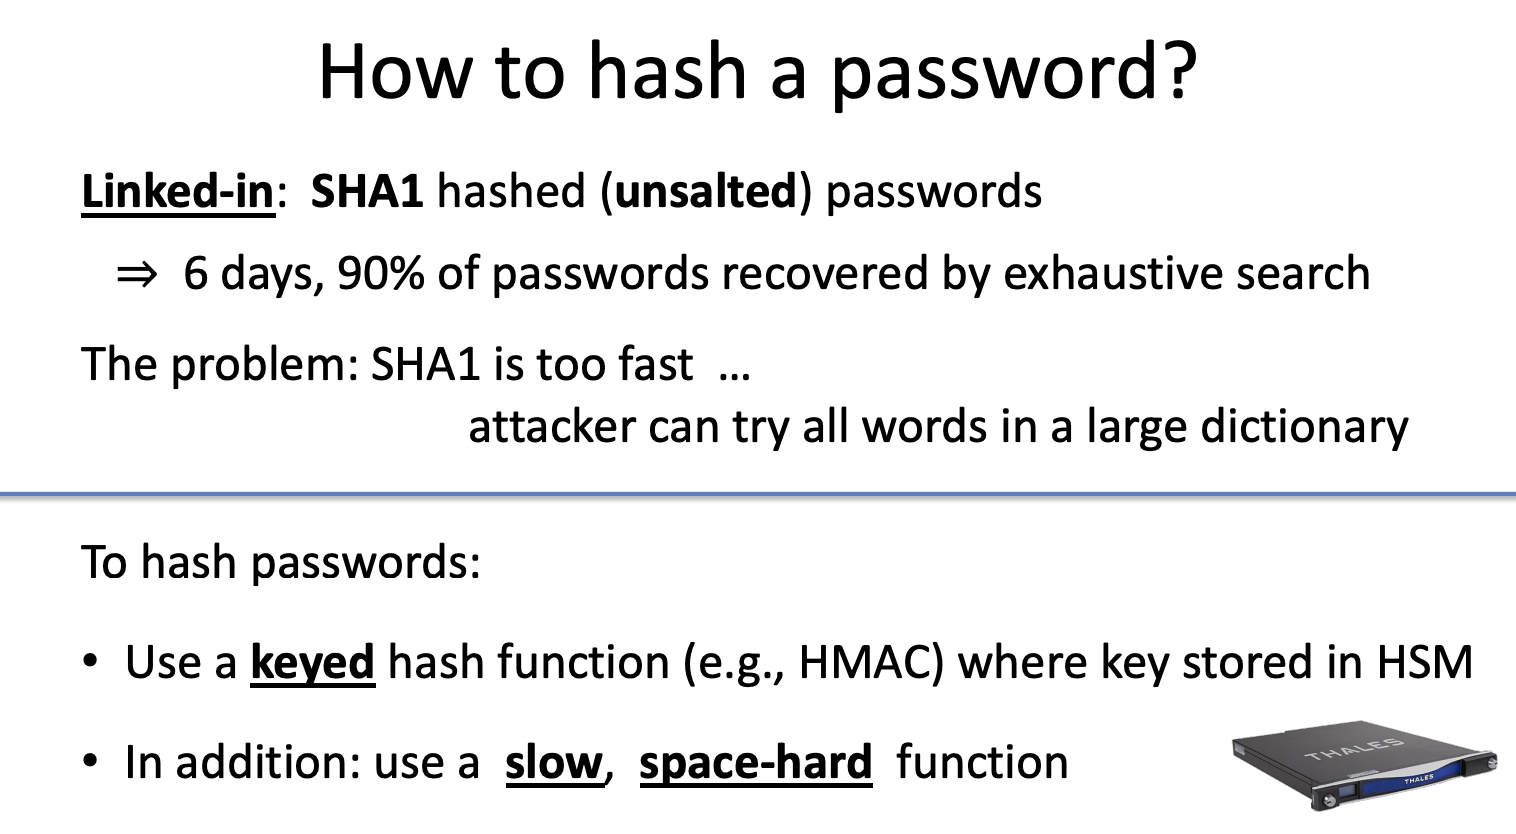 How to hash a password?
Linked-in: SHA1 hashed (unsalted) passwords
⇒ 6 days, 90% of passwords recovered by exhaustive search
The problem: SHA1 is too fast …
attacker can try all words in a large dictionary
To hash passwords:
• Use a keyed hash function (e.g., HMAC) where key stored in HSM
• In addition: use a slow, space-hard function
THALES
THALES